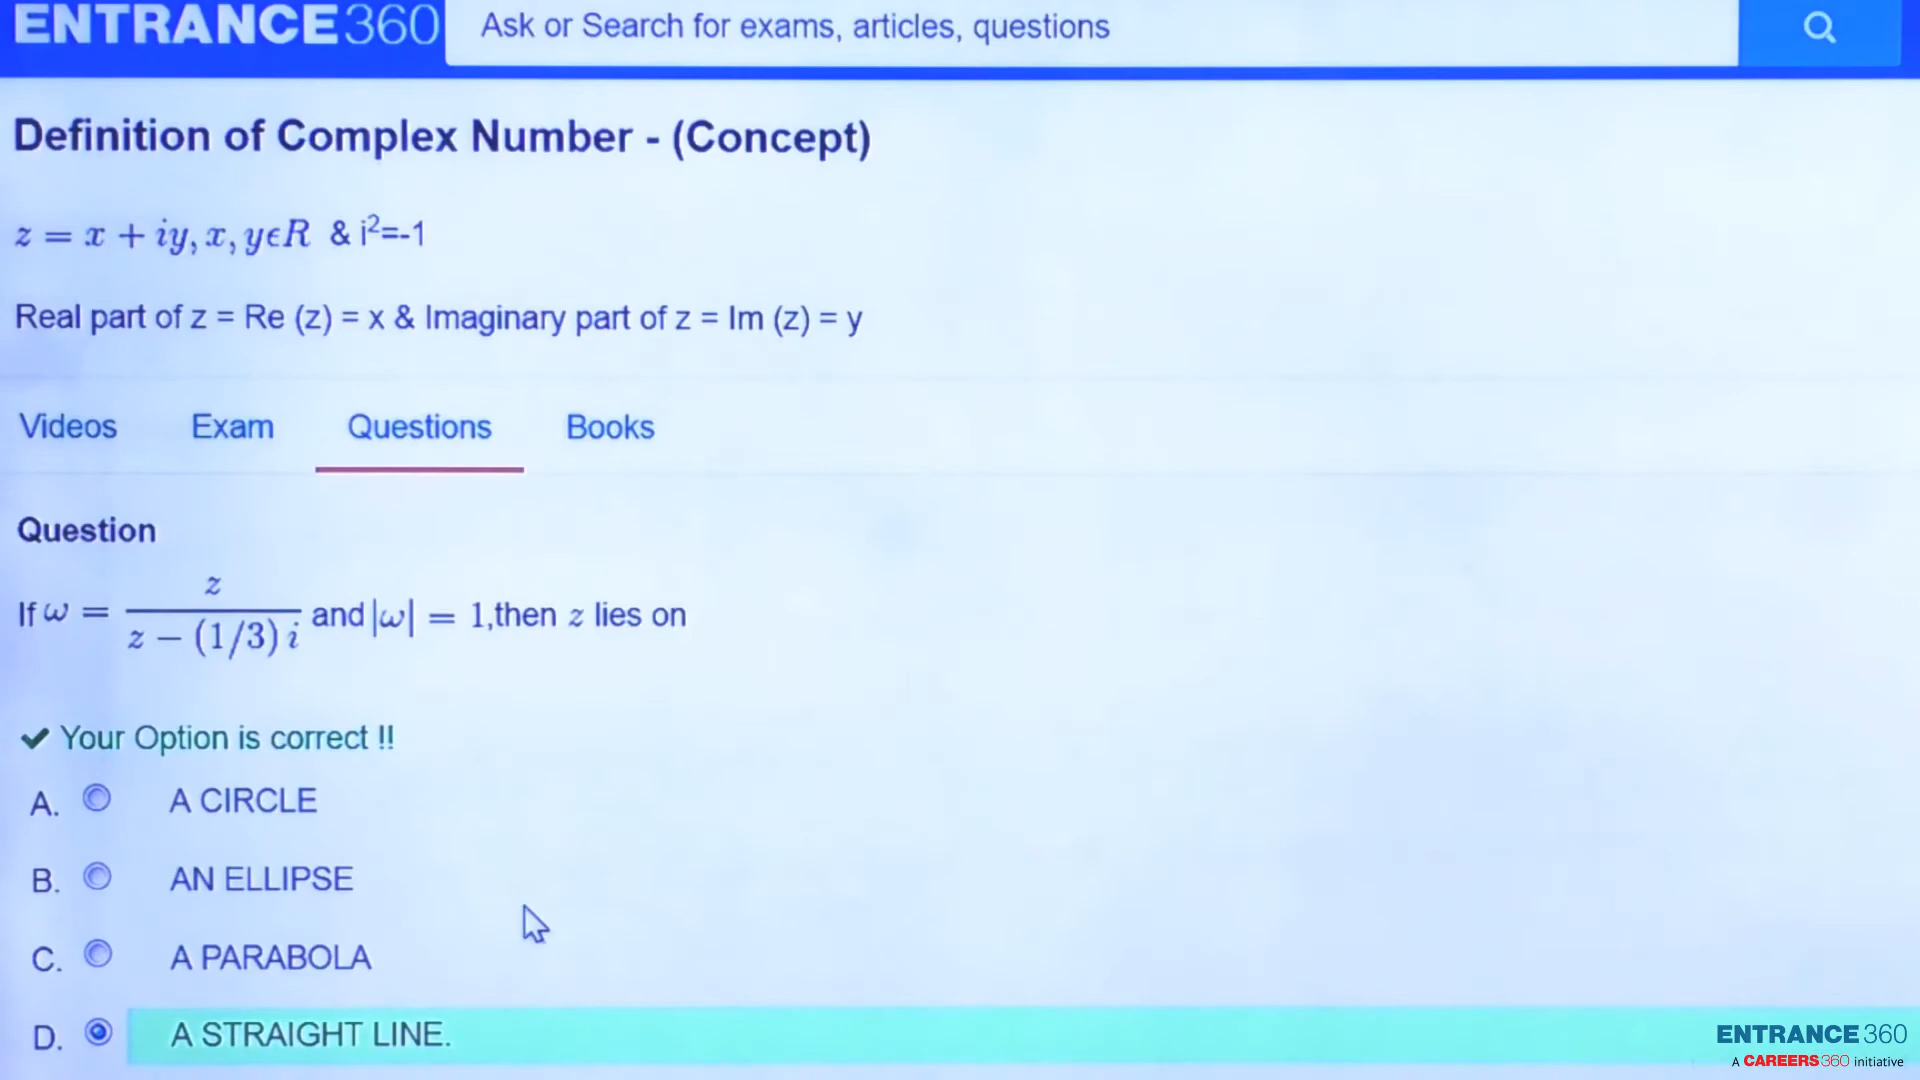 ENTRANCE360 Ask or Search for exams, articles, questions
Definition of Complex Number - (Concept)
z = x + iy, x, yϵR & i²=-1
Real part of z = Re (z) = x & Imaginary part of z = Im (z) = y
Videos Exam Questions Books
Question
If ω = z / (z − (1/3) i) and |ω| = 1,then z lies on
✔ Your Option is correct !!
A. A CIRCLE
B. AN ELLIPSE
C. A PARABOLA
D. A STRAIGHT LINE.
ENTRANCE360
A CAREERS360 initiative